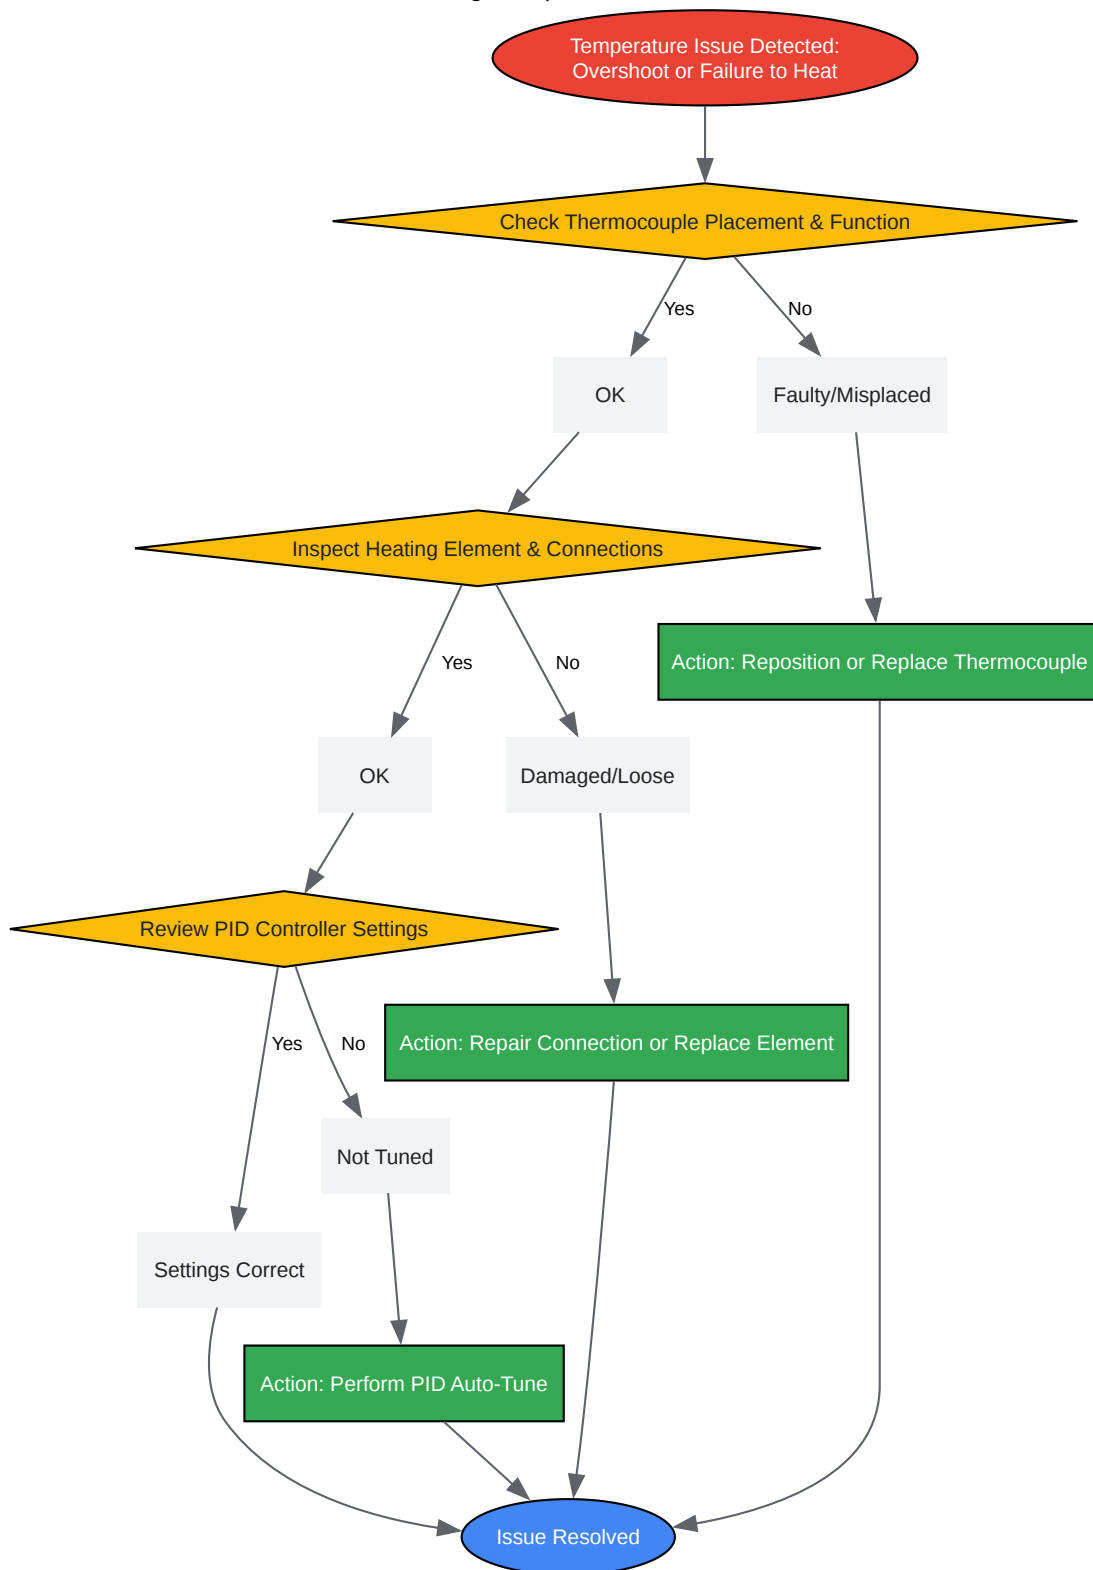 Temperature Issue Detected:
Overshoot or Failure to Heat
Check Thermocouple Placement & Function
Yes
No
OK
Faulty/Misplaced
Inspect Heating Element & Connections
Action: Reposition or Replace Thermocouple
Yes
No
OK
Damaged/Loose
Review PID Controller Settings
Action: Repair Connection or Replace Element
Yes
No
Not Tuned
Settings Correct
Action: Perform PID Auto-Tune
Issue Resolved